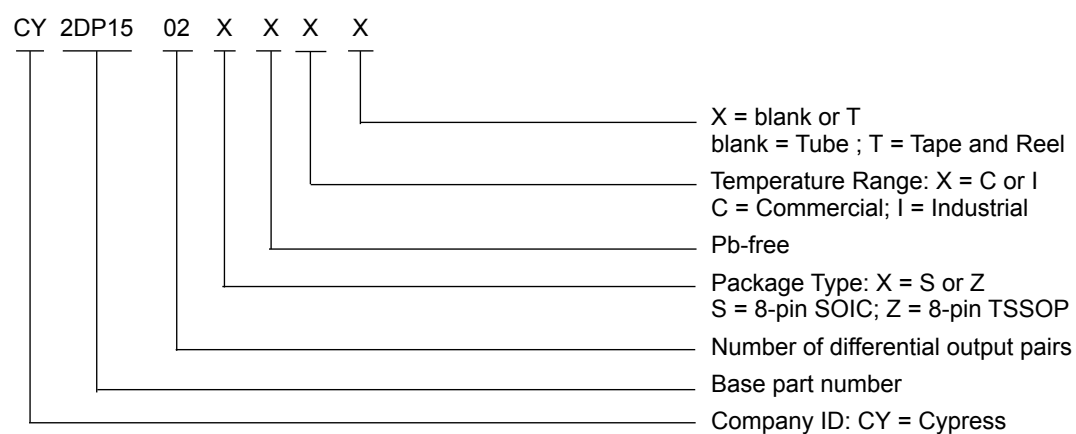 CY 2DP15 02 X X X X
X = blank or T
blank = Tube ; T = Tape and Reel
Temperature Range: X = C or I
C = Commercial; I = Industrial
Pb-free
Package Type: X = S or Z
S = 8-pin SOIC; Z = 8-pin TSSOP
Number of differential output pairs
Base part number
Company ID: CY = Cypress